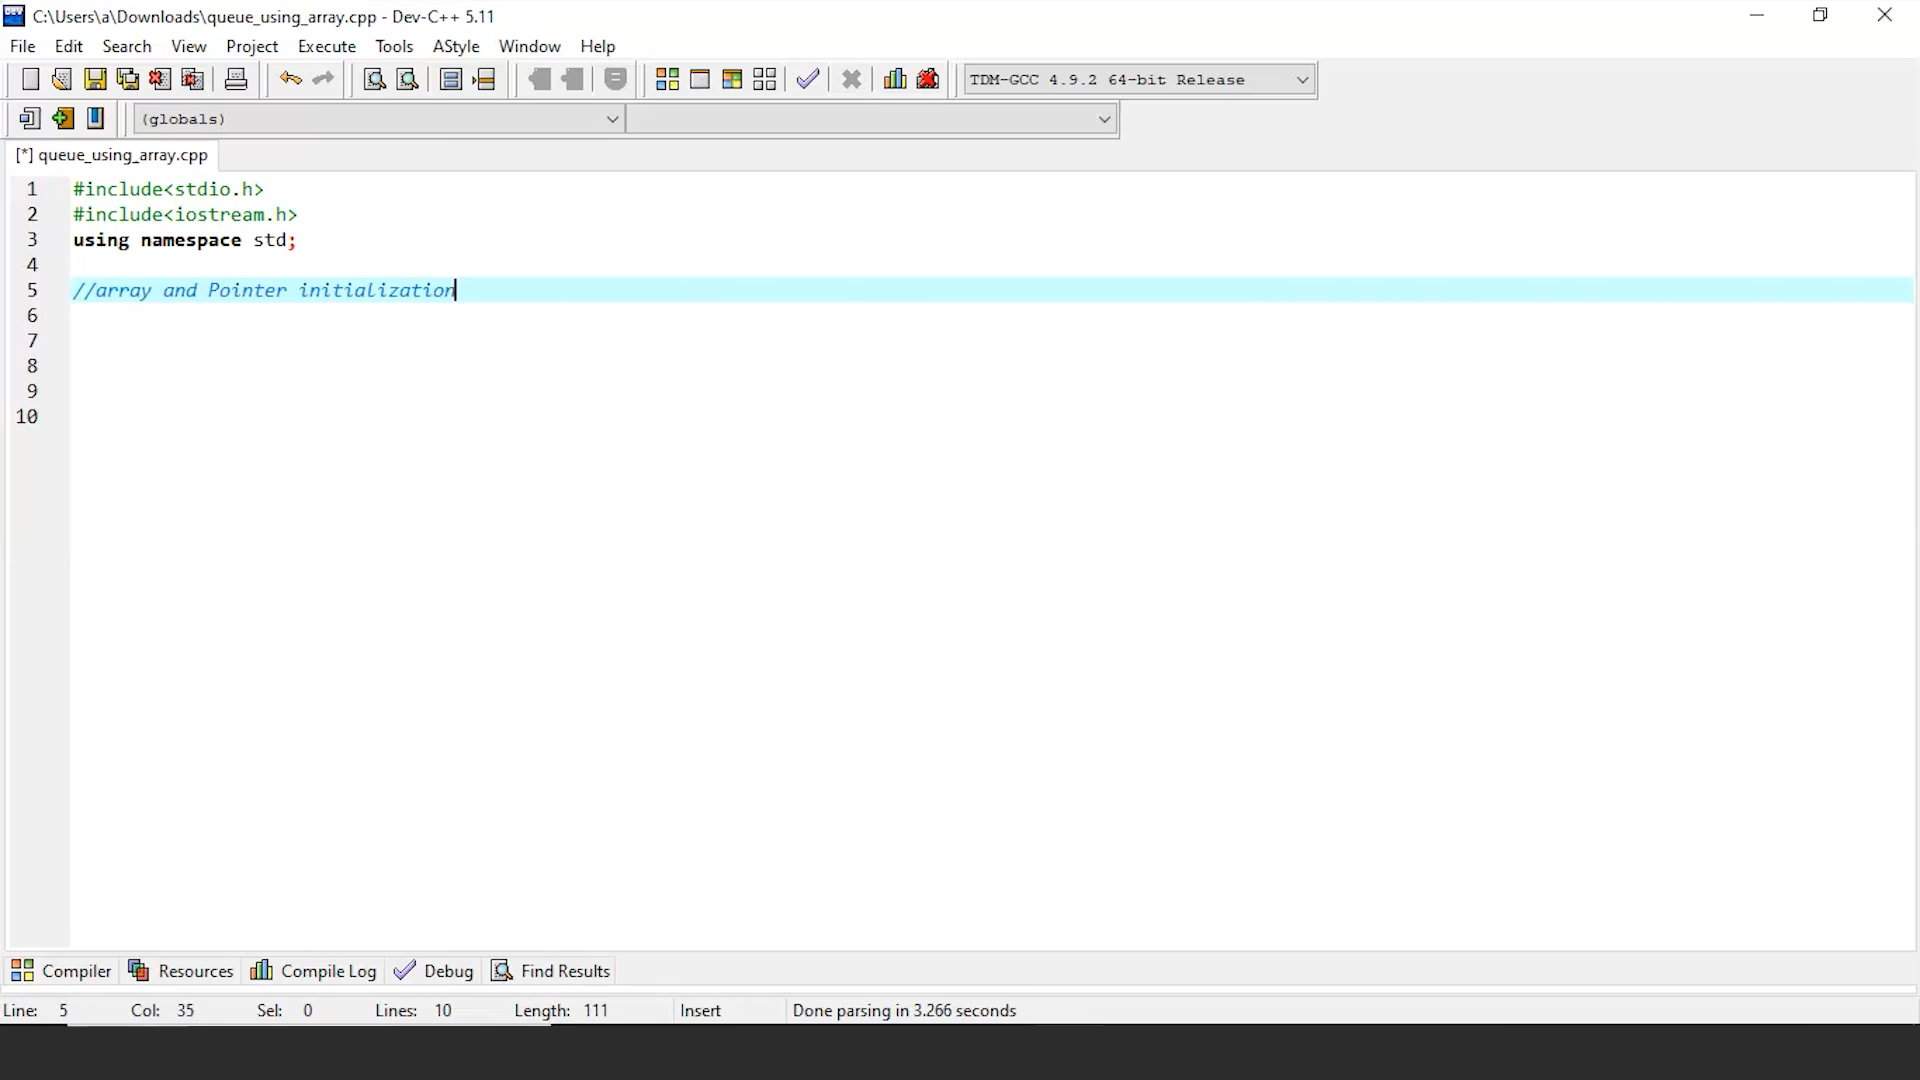 C:\Users\a\Downloads\queue_using_array.cpp - Dev-C++ 5.11
File Edit Search View Project Execute Tools AStyle Window Help
TDM-GCC 4.9.2 64-bit Release
(globals)
[*] queue_using_array.cpp
1 #include<stdio.h>
2 #include<iostream.h>
3 using namespace std;
4
5 //array and Pointer initialization
6
7
8
9
10
Compiler Resources Compile Log Debug Find Results
Line: 5 Col: 35 Sel: 0 Lines: 10 Length: 111 Insert Done parsing in 3.266 seconds